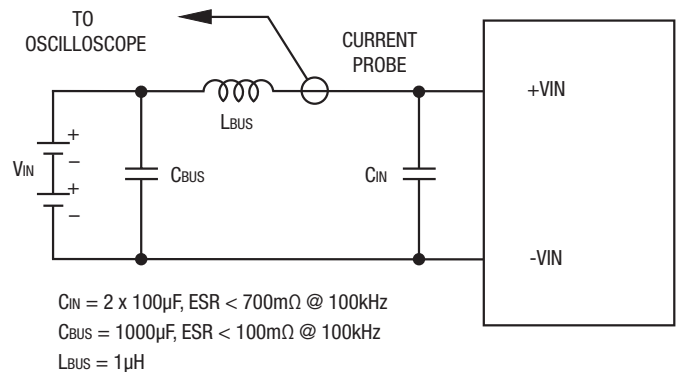 TO
OSCILLOSCOPE
CURRENT
PROBE
+VIN
LBUS
+
−
VIN
+
−
CBUS
CIN
-VIN
CIN = 2 x 100µF, ESR < 700mΩ @ 100kHz
CBUS = 1000µF, ESR < 100mΩ @ 100kHz
LBUS = 1µH